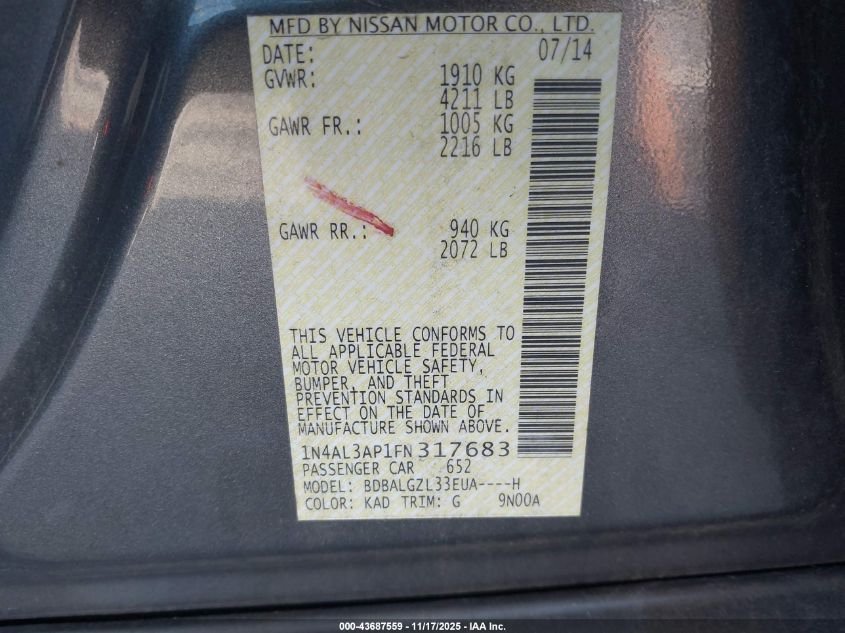 MFD BY NISSAN MOTOR CO., LTD.
DATE: 07/14
GVWR: 1910 KG
4211 LB
GAWR FR.: 1005 KG
2216 LB
GAWR RR.: 940 KG
2072 LB
THIS VEHICLE CONFORMS TO
ALL APPLICABLE FEDERAL
MOTOR VEHICLE SAFETY,
BUMPER, AND THEFT
PREVENTION STANDARDS IN
EFFECT ON THE DATE OF
MANUFACTURE SHOWN ABOVE.
1N4AL3AP1FN317683
PASSENGER CAR 652
MODEL: BDBALGZL33EUA----H
COLOR: KAD TRIM: G 9N00A
000-43687559 - 11/17/2025 - IAA Inc.